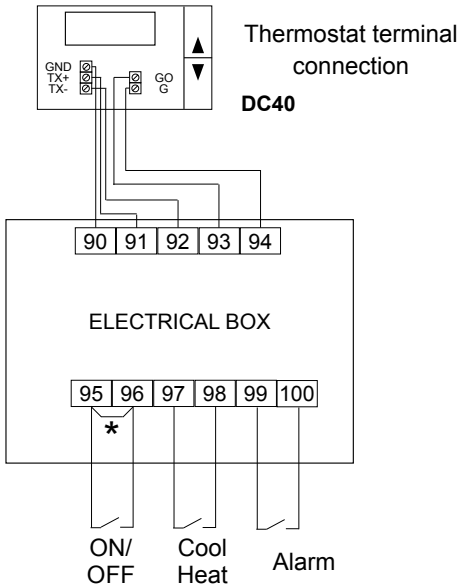 Thermostat terminal
connection
DC40
GND
TX+
TX-
GO
G
90 91 92 93 94
ELECTRICAL BOX
95 96 97 98 99 100
*
ON/
OFF
Cool
Heat
Alarm